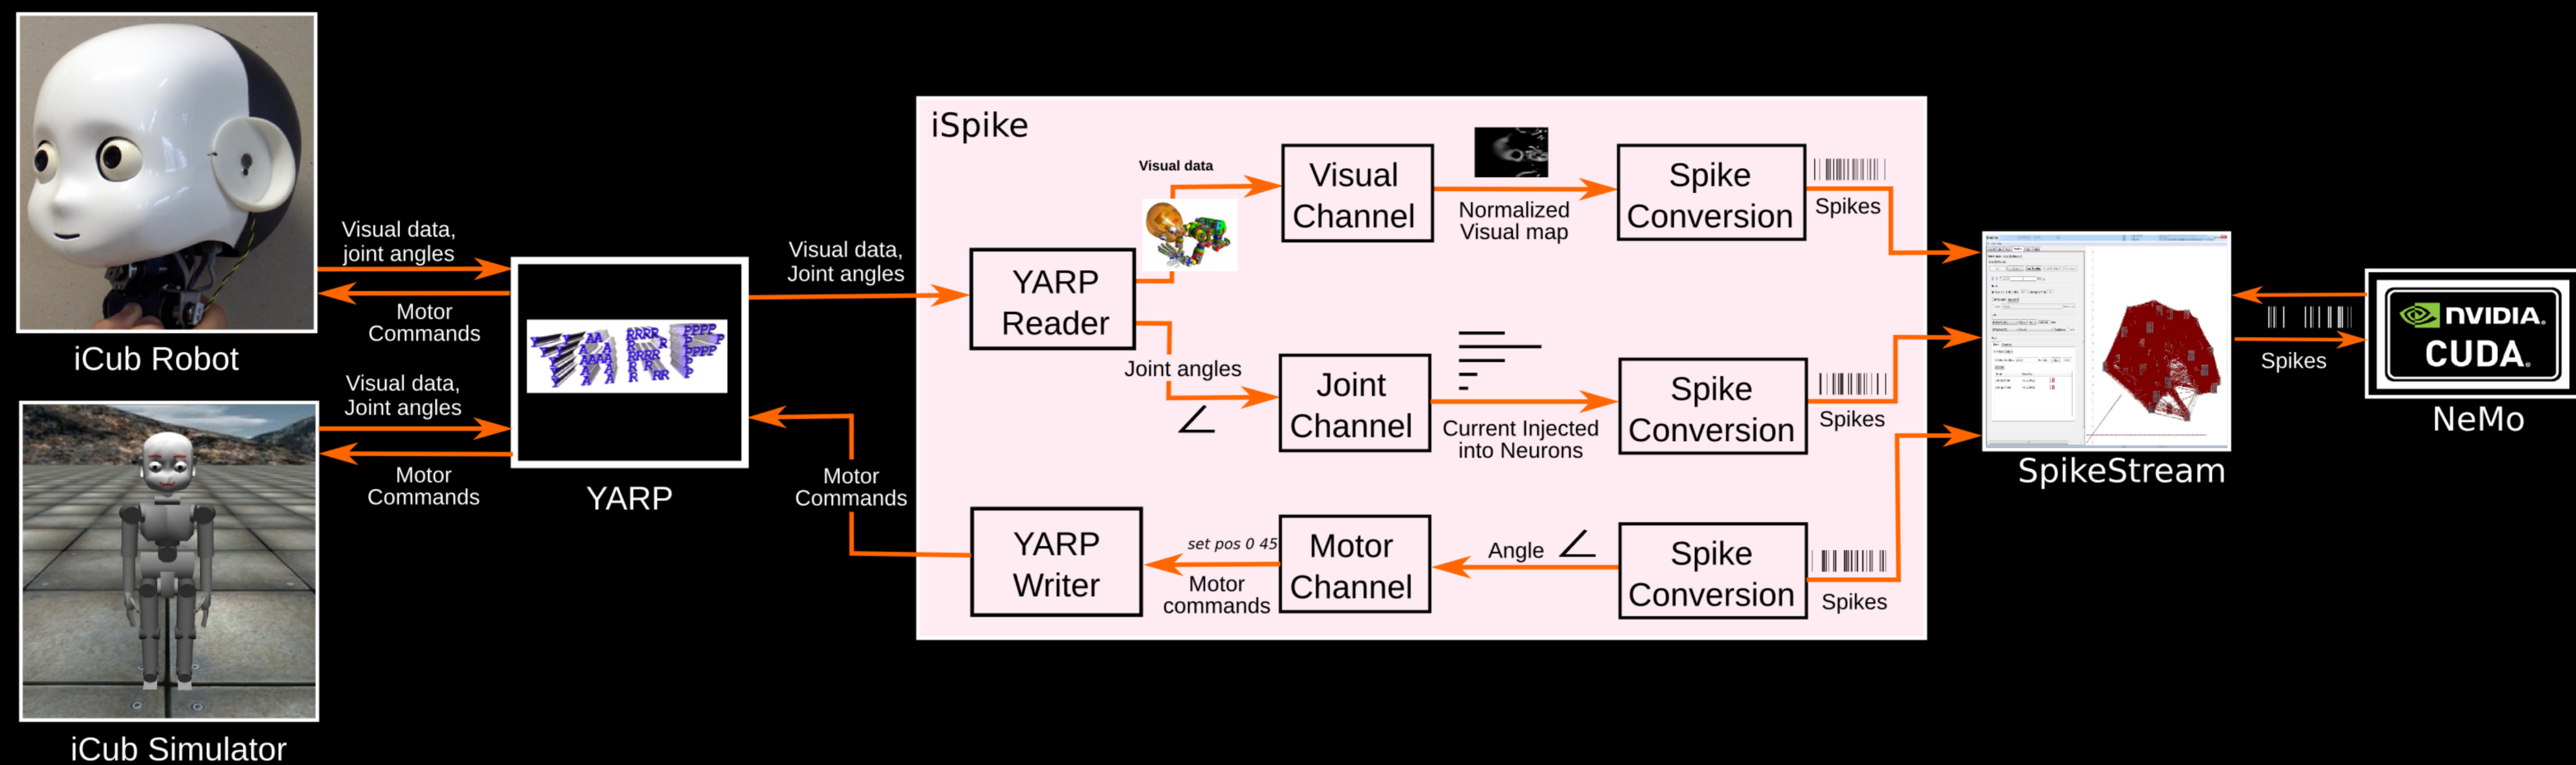 iCub Robot
Visual data,
joint angles
Motor
Commands
iCub Simulator
Visual data,
Joint angles
Motor
Commands
YARP
YARP
Visual data,
Joint angles
Motor
Commands
iSpike
YARP
Reader
Visual data
Visual
Channel
Normalized
Visual map
Spike
Conversion
Spikes
Joint angles
Joint
Channel
Current Injected
into Neurons
Spike
Conversion
Spikes
YARP
Writer
set pos 0 45
Motor
commands
Motor
Channel
Angle
Spike
Conversion
Spikes
SpikeStream
Spikes
NVIDIA.
CUDA.
NeMo